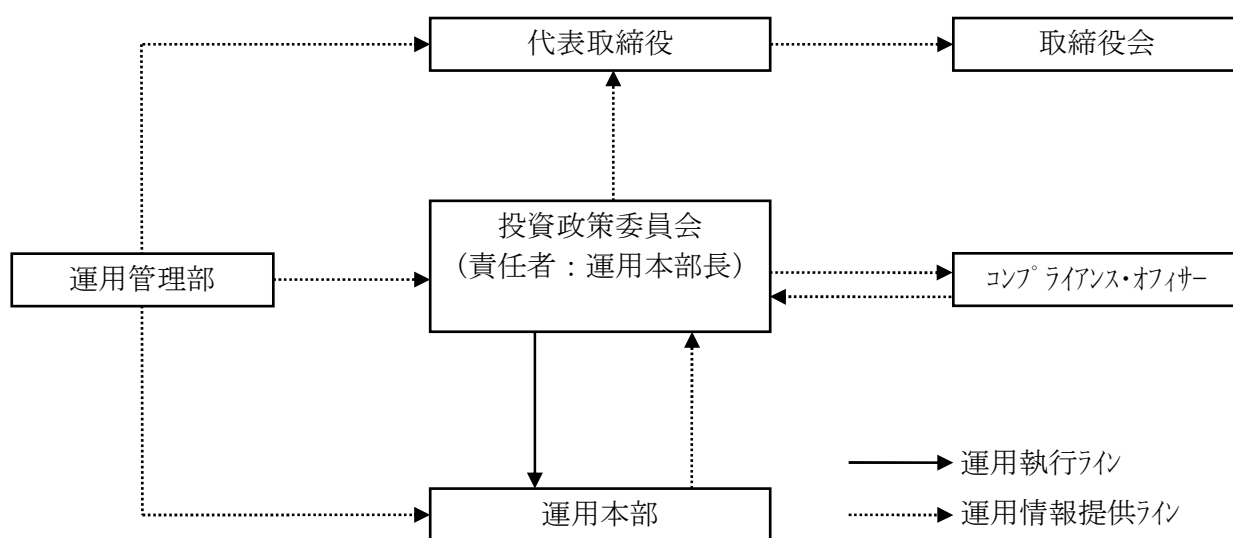 代表取締役
取締役会
投資政策委員会
(責任者：運用本部長)
運用管理部
ｺﾝﾌﾟﾗｲｱﾝｽ･ｵﾌｨｻｰ
運用執行ﾗｲﾝ
運用本部
運用情報提供ﾗｲﾝ